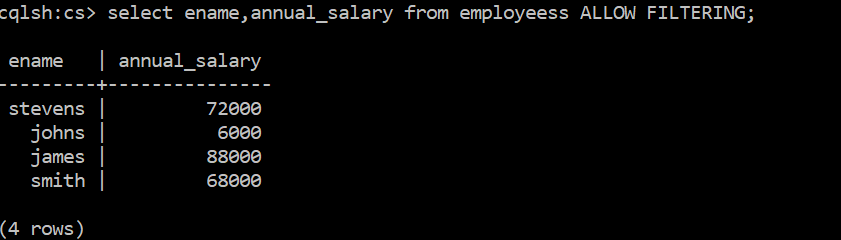 cqlsh:cs> select ename,annual_salary from employeess ALLOW FILTERING;
ename | annual_salary
---------+---------------
stevens | 72000
johns | 6000
james | 88000
smith | 68000
(4 rows)